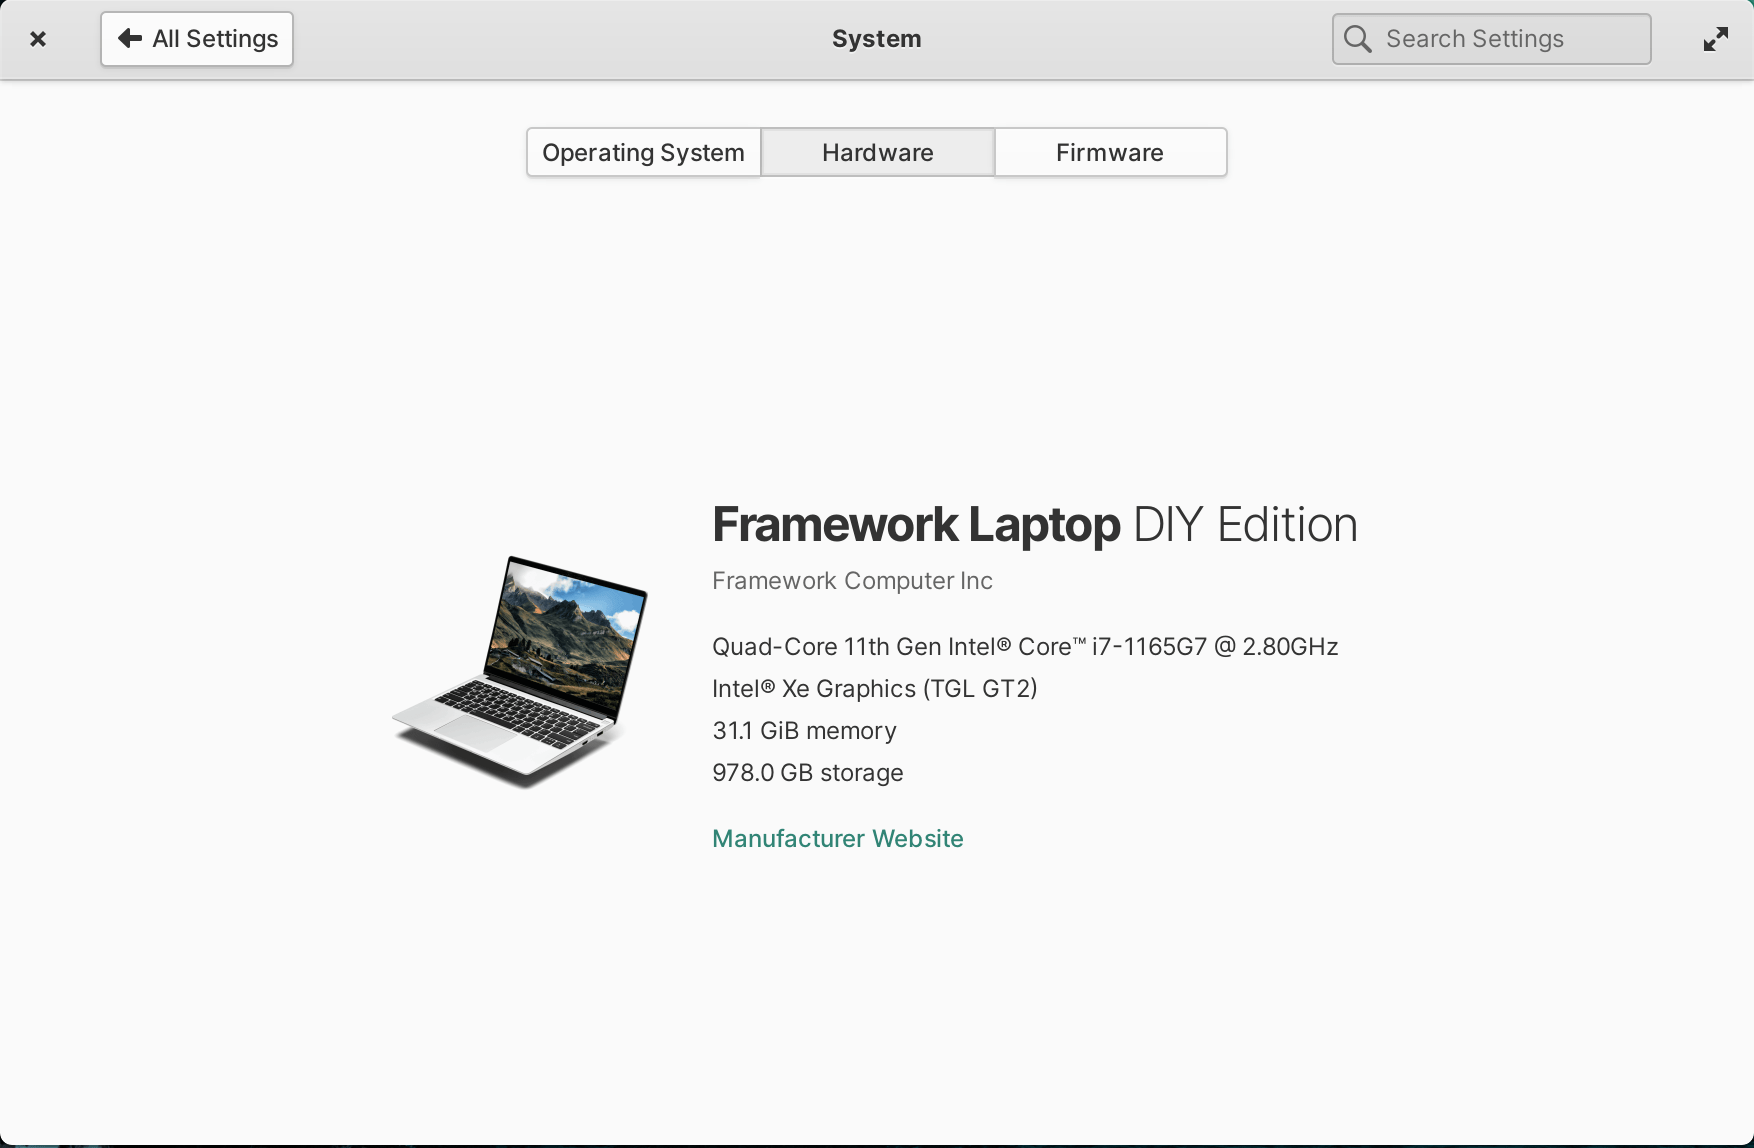 All Settings
System
Search Settings
Operating System
Hardware
Firmware
Framework Laptop DIY Edition
Framework Computer Inc
Quad-Core 11th Gen Intel® Core™ i7-1165G7 @ 2.80GHz
Intel® Xe Graphics (TGL GT2)
31.1 GiB memory
978.0 GB storage
Manufacturer Website